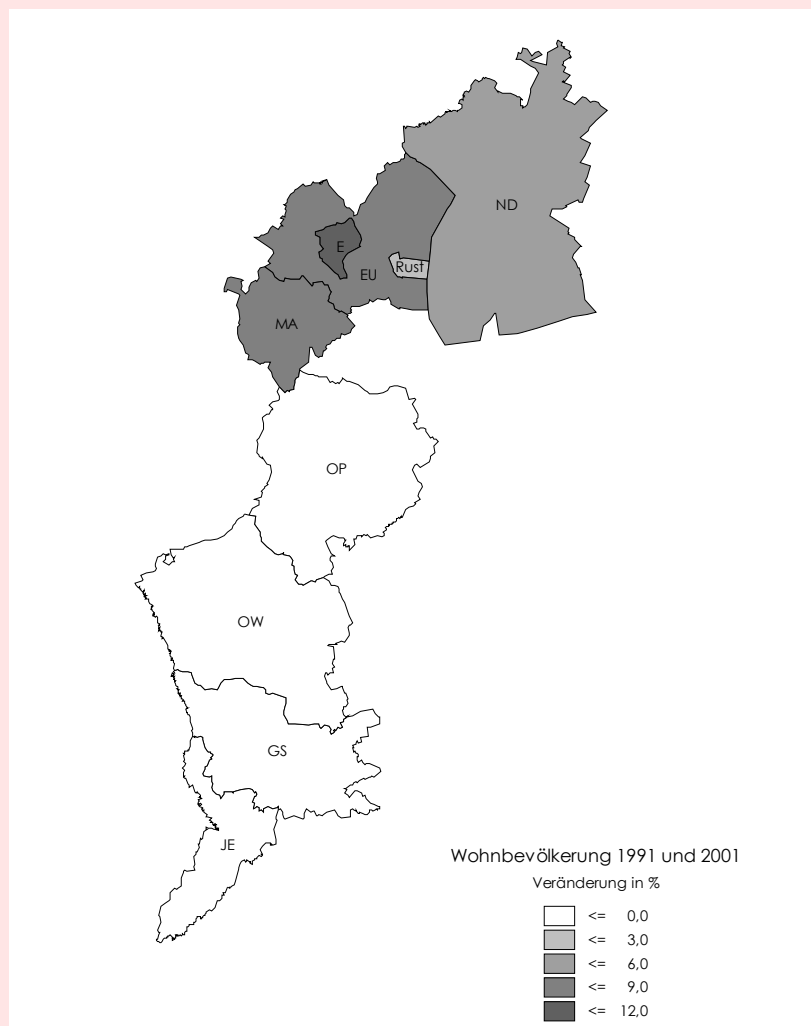 ND
E
EU
Rust
MA
OP
OW
GS
JE
Wohnbevölkerung 1991 und 2001
Veränderung in %
<= 0,0
<= 3,0
<= 6,0
<= 9,0
<= 12,0